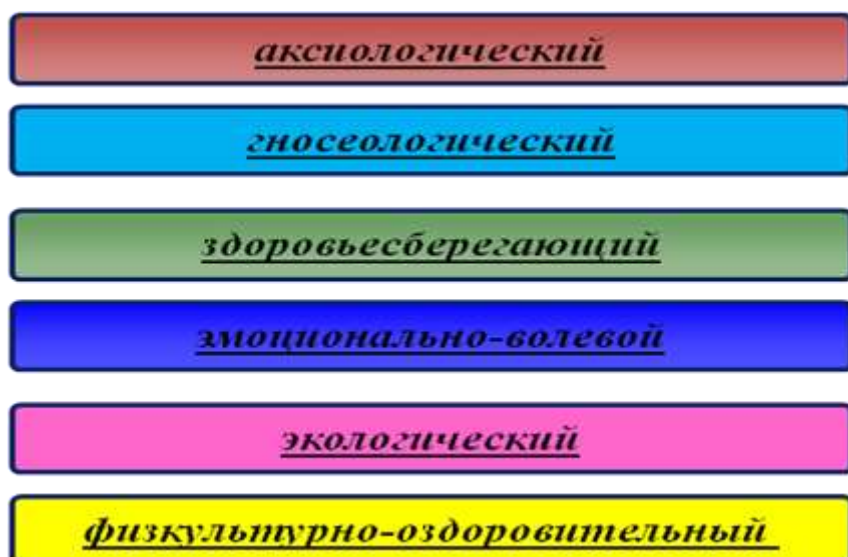 аксиологический
гносеологический
здоровьесберегающий
эмоционально-волевой
экологический
физкультурно-оздоровительный